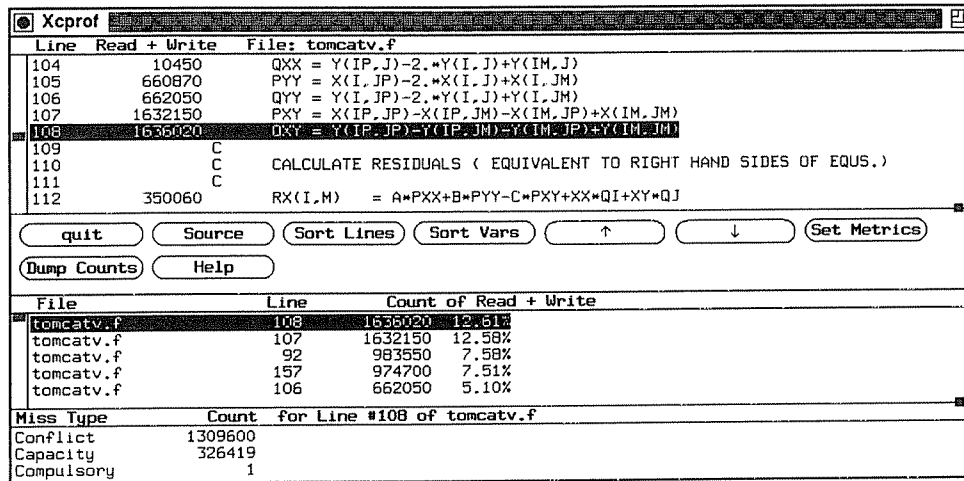 Xcprof
Line Read + Write File: tomcatv.f
104 10450 QXX = Y(IP,J)-2.*Y(I,J)+Y(IM,J)
105 660870 PYY = X(I,JP)-2.*X(I,J)+X(I,JM)
106 662050 QYY = Y(I,JP)-2.*Y(I,J)+Y(I,JM)
107 1632150 PXY = X(IP,JP)-X(IP,JM)-X(IM,JP)+X(IM,JM)
108 1636020 QXY = Y(IP,JP)-Y(IP,JM)-Y(IM,JP)+Y(IM,JM)
109 C
110 C CALCULATE RESIDUALS ( EQUIVALENT TO RIGHT HAND SIDES OF EQUS.)
111 C
112 350060 RX(I,M) = A*PXX+B*PYY-C*PXY+XX*QI+XY*QJ
quit Source Sort Lines Sort Vars ↑ ↓ Set Metrics
Dump Counts Help
File Line Count of Read + Write
tomcatv.f 108 1636020 12.61%
tomcatv.f 107 1632150 12.58%
tomcatv.f 92 983550 7.58%
tomcatv.f 157 974700 7.51%
tomcatv.f 106 662050 5.10%
Miss Type Count for Line #108 of tomcatv.f
Conflict 1309600
Capacity 326419
Compulsory 1